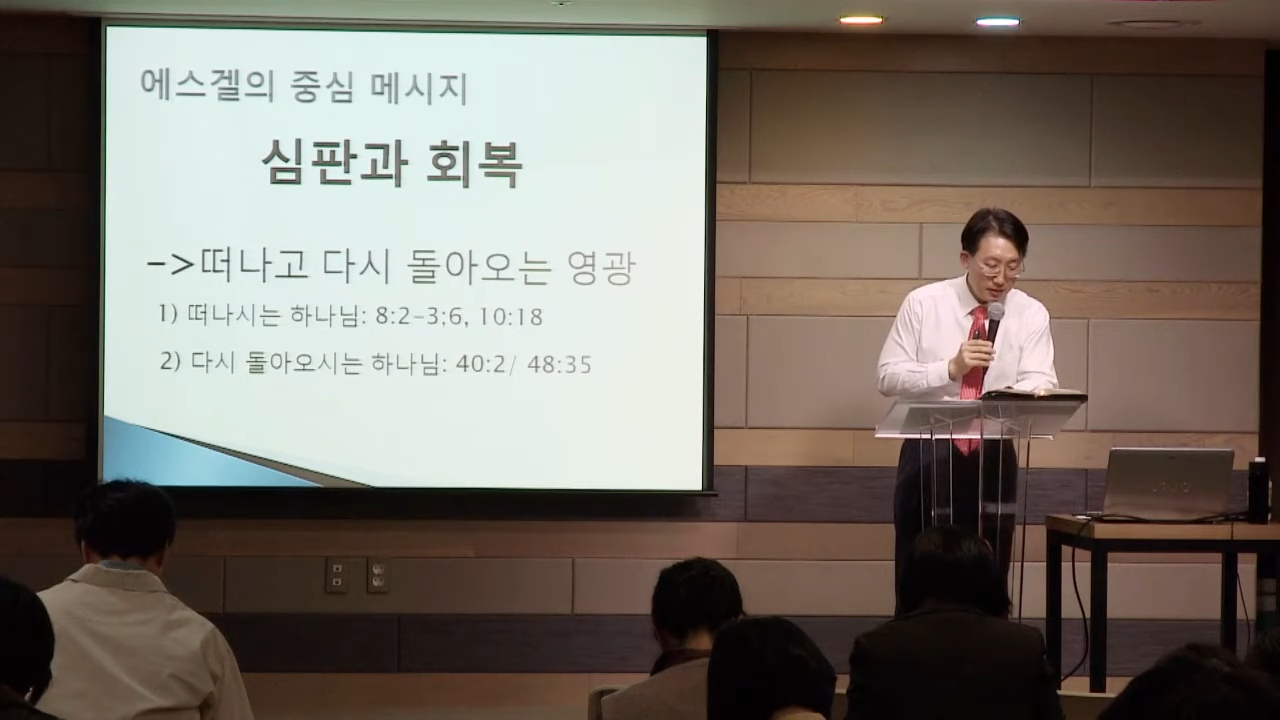 에스겔의 중심 메시지
심판과 회복
->떠나고 다시 돌아오는 영광
1) 떠나시는 하나님: 8:2-3;6, 10:18
2) 다시 돌아오시는 하나님: 40:2/ 48:35
VAIO